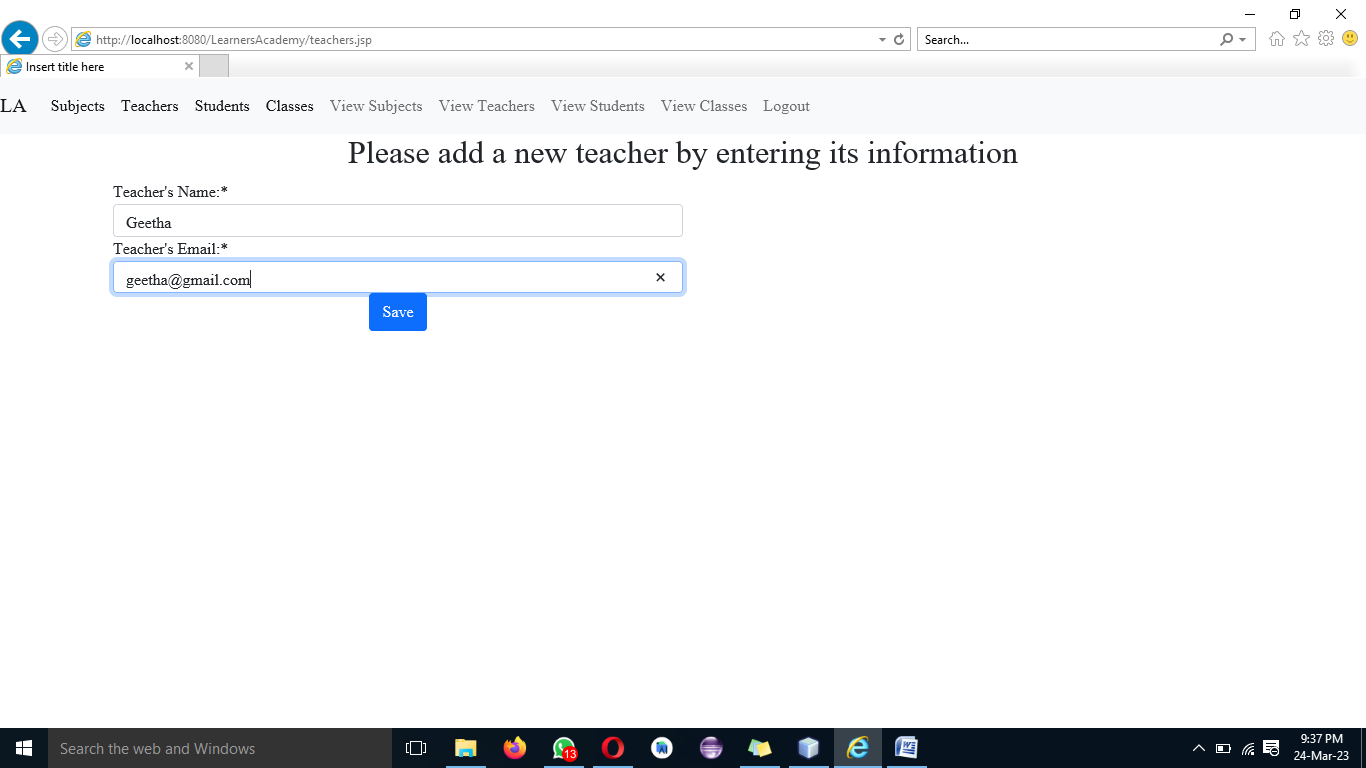 http://localhost:8080/LearnersAcademy/teachers.jsp
Search...
Insert title here
LA Subjects Teachers Students Classes View Subjects View Teachers View Students View Classes Logout
Please add a new teacher by entering its information
Teacher's Name:*
Geetha
Teacher's Email:*
geetha@gmail.com
Save
Search the web and Windows
13
9:37 PM
24-Mar-23